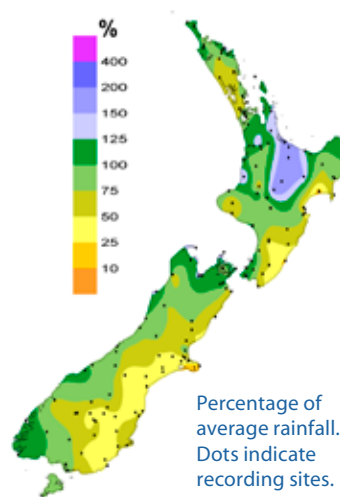 %
400
200
150
125
100
75
50
25
10
Percentage of
average rainfall.
Dots indicate
recording sites.